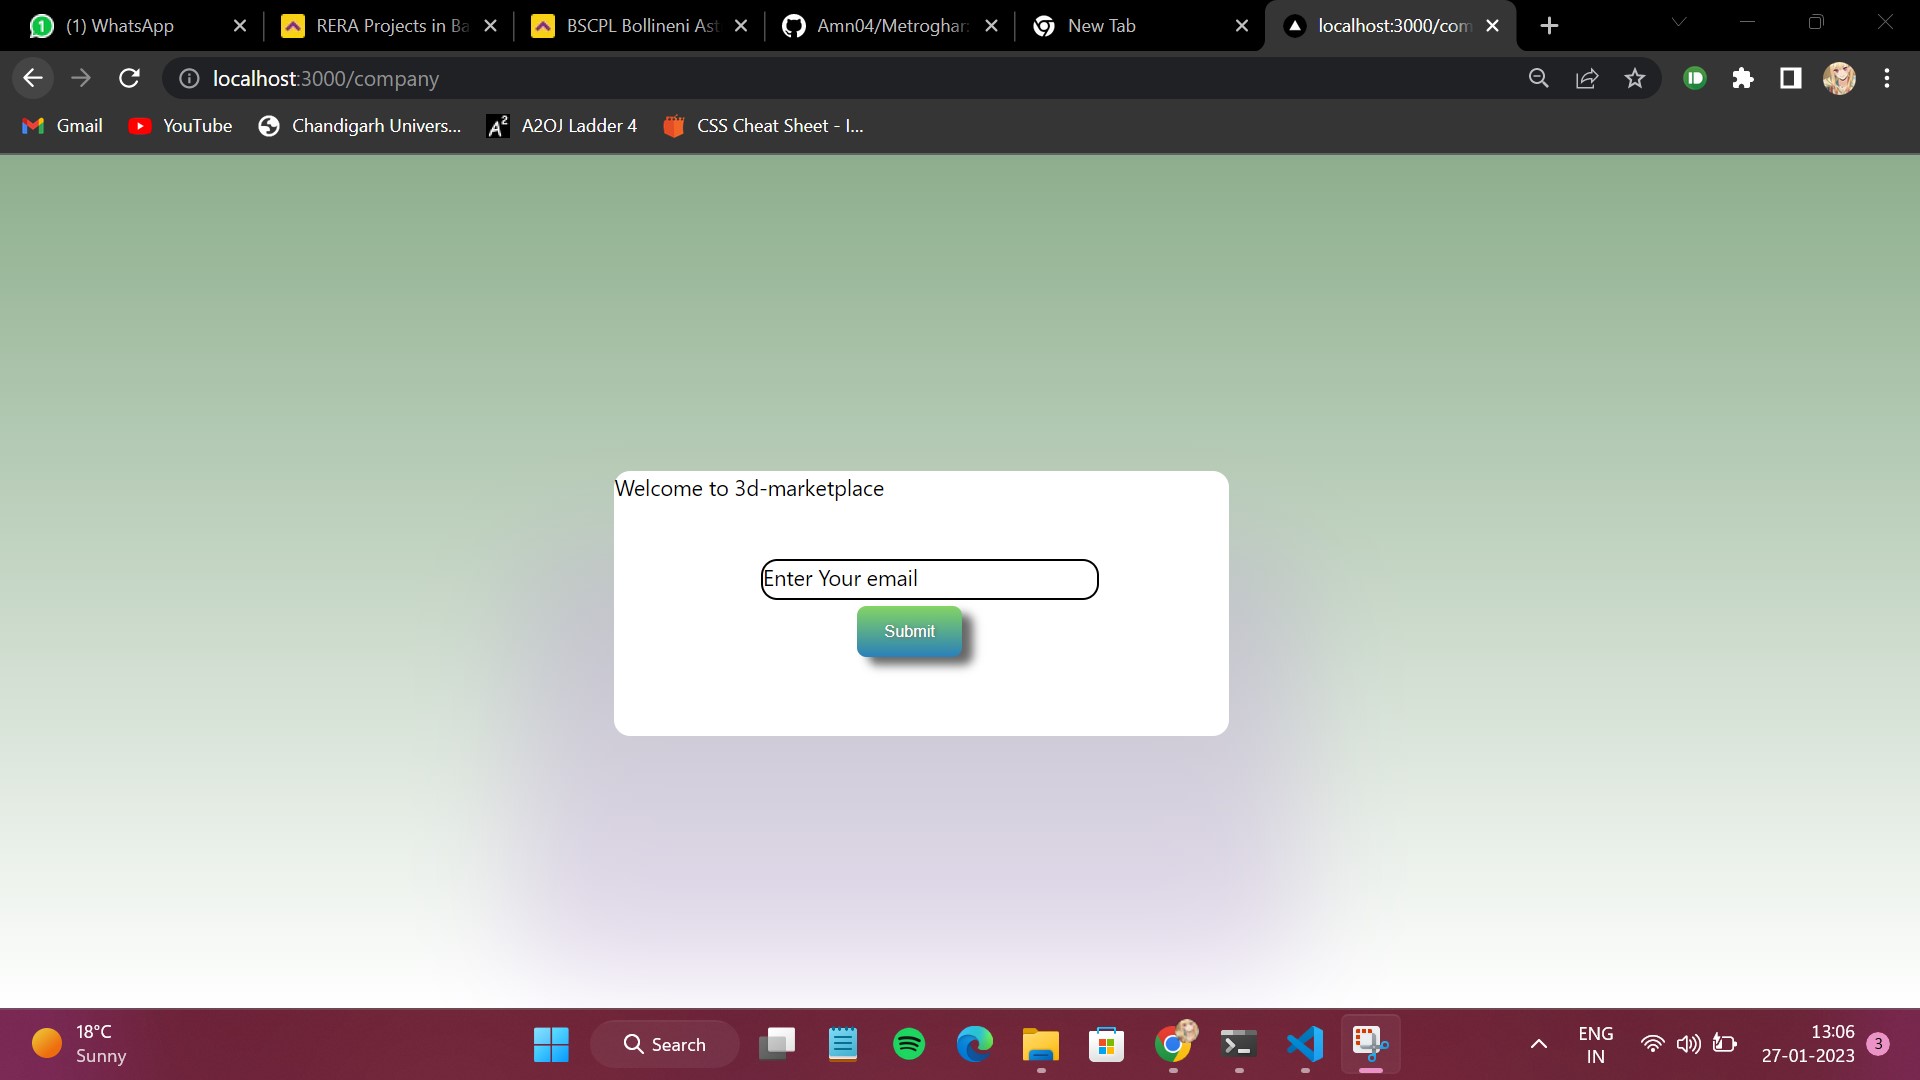 (1) WhatsApp
RERA Projects in Ba
BSCPL Bollineni Ast
Amn04/Metroghar
New Tab
localhost:3000/com
localhost:3000/company
Gmail
YouTube
Chandigarh Univers...
A2OJ Ladder 4
CSS Cheat Sheet - I...
Welcome to 3d-marketplace
Enter Your email
Submit
18°C
Sunny
Search
ENG
IN
13:06
27-01-2023
3